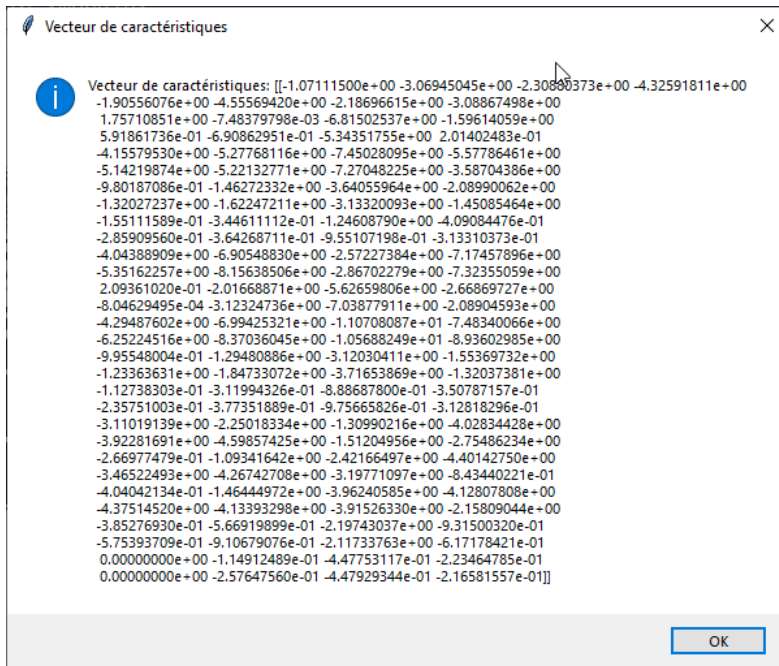 Vecteur de caractéristiques
Vecteur de caractéristiques: [[-1.07111500e+00 -3.06945045e+00 -2.30880373e+00 -4.32591811e+00
-1.90556076e+00 -4.55569420e+00 -2.18696615e+00 -3.08867498e+00
1.75710851e+00 -7.48379798e-03 -6.81502537e+00 -1.59614059e+00
5.91861736e-01 -6.90862951e-01 -5.34351755e+00 2.01402483e-01
-4.15579530e+00 -5.27768116e+00 -7.45028095e+00 -5.57786461e+00
-5.14219874e+00 -5.22132771e+00 -7.27048225e+00 -3.58704386e+00
-9.80187086e-01 -1.46272332e+00 -3.64055964e+00 -2.08990062e+00
-1.32027237e+00 -1.62247211e+00 -3.13320093e+00 -1.45085464e+00
-1.55111589e-01 -3.44611112e-01 -1.24608790e+00 -4.09084476e-01
-2.85909560e-01 -3.64268711e-01 -9.55107198e-01 -3.13310373e-01
-4.04388909e+00 -6.90548830e+00 -2.57227384e+00 -7.17457896e+00
-5.35162257e+00 -8.15638506e+00 -2.86702279e+00 -7.32355059e+00
2.09361020e-01 -2.01668871e+00 -5.62659806e+00 -2.66869727e+00
-8.04629495e-04 -3.12324736e+00 -7.03877911e+00 -2.08904593e+00
-4.29487602e+00 -6.99425321e+00 -1.10708087e+01 -7.48340066e+00
-6.25224516e+00 -8.37036045e+00 -1.05688249e+01 -8.93602985e+00
-9.95548004e-01 -1.29480886e+00 -3.12030411e+00 -1.55369732e+00
-1.23363631e+00 -1.84733072e+00 -3.71653869e+00 -1.32037381e+00
-1.12738303e-01 -3.11994326e-01 -8.88687800e-01 -3.50787157e-01
-2.35751003e-01 -3.77351889e-01 -9.75665826e-01 -3.12818296e-01
-3.11019139e+00 -2.25018334e+00 -1.30990216e+00 -4.02834428e+00
-3.92281691e+00 -4.59857425e+00 -1.51204956e+00 -2.75486234e+00
-2.66977479e-01 -1.09341642e+00 -2.42166497e+00 -4.40142750e+00
-3.46522493e+00 -4.26742708e+00 -3.19771097e+00 -8.43440221e-01
-4.04042134e-01 -1.46444972e+00 -3.96240585e+00 -4.12807808e+00
-4.37514520e+00 -4.13393298e+00 -3.91526330e+00 -2.15809044e+00
-3.85276930e-01 -5.66919899e-01 -2.19743037e+00 -9.31500320e-01
-5.75393709e-01 -9.10679076e-01 -2.11733763e+00 -6.17178421e-01
0.00000000e+00 -1.14912489e-01 -4.47753117e-01 -2.23464785e-01
0.00000000e+00 -2.57647560e-01 -4.47929344e-01 -2.16581557e-01]]
OK